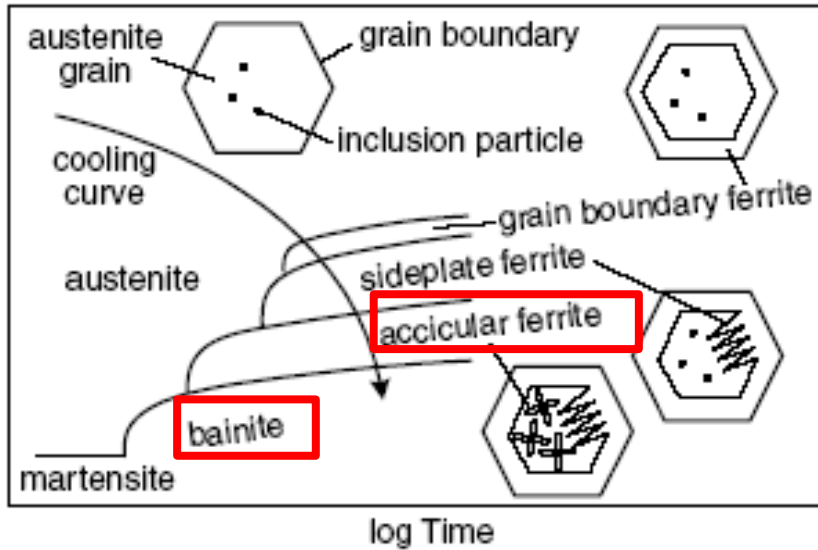 austenite
grain
grain boundary
inclusion particle
cooling
curve
grain boundary ferrite
austenite
sideplate ferrite
accicular ferrite
bainite
martensite
log Time